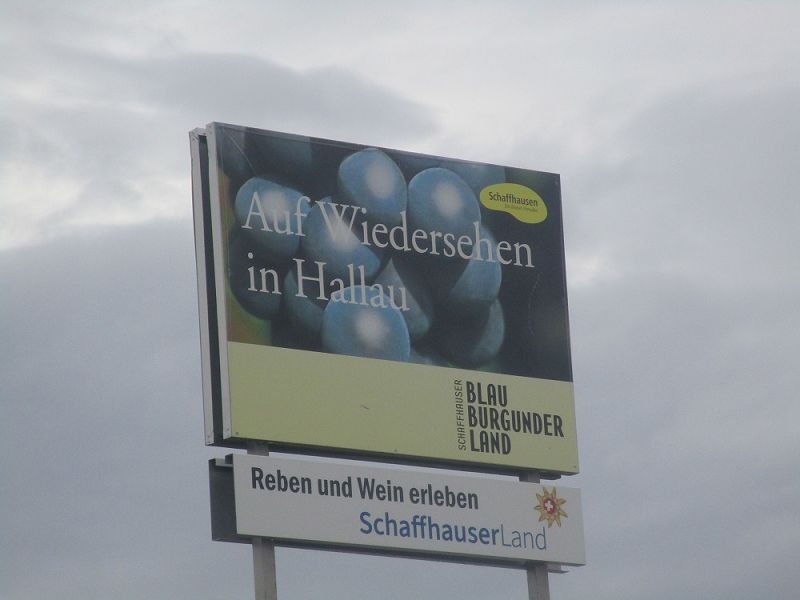 Schaffhausen
Auf Wiedersehen
in Hallau
SCHAFFHAUSER
BLAU
BURGUNDER
LAND
Reben und Wein erleben
SchaffhauserLand